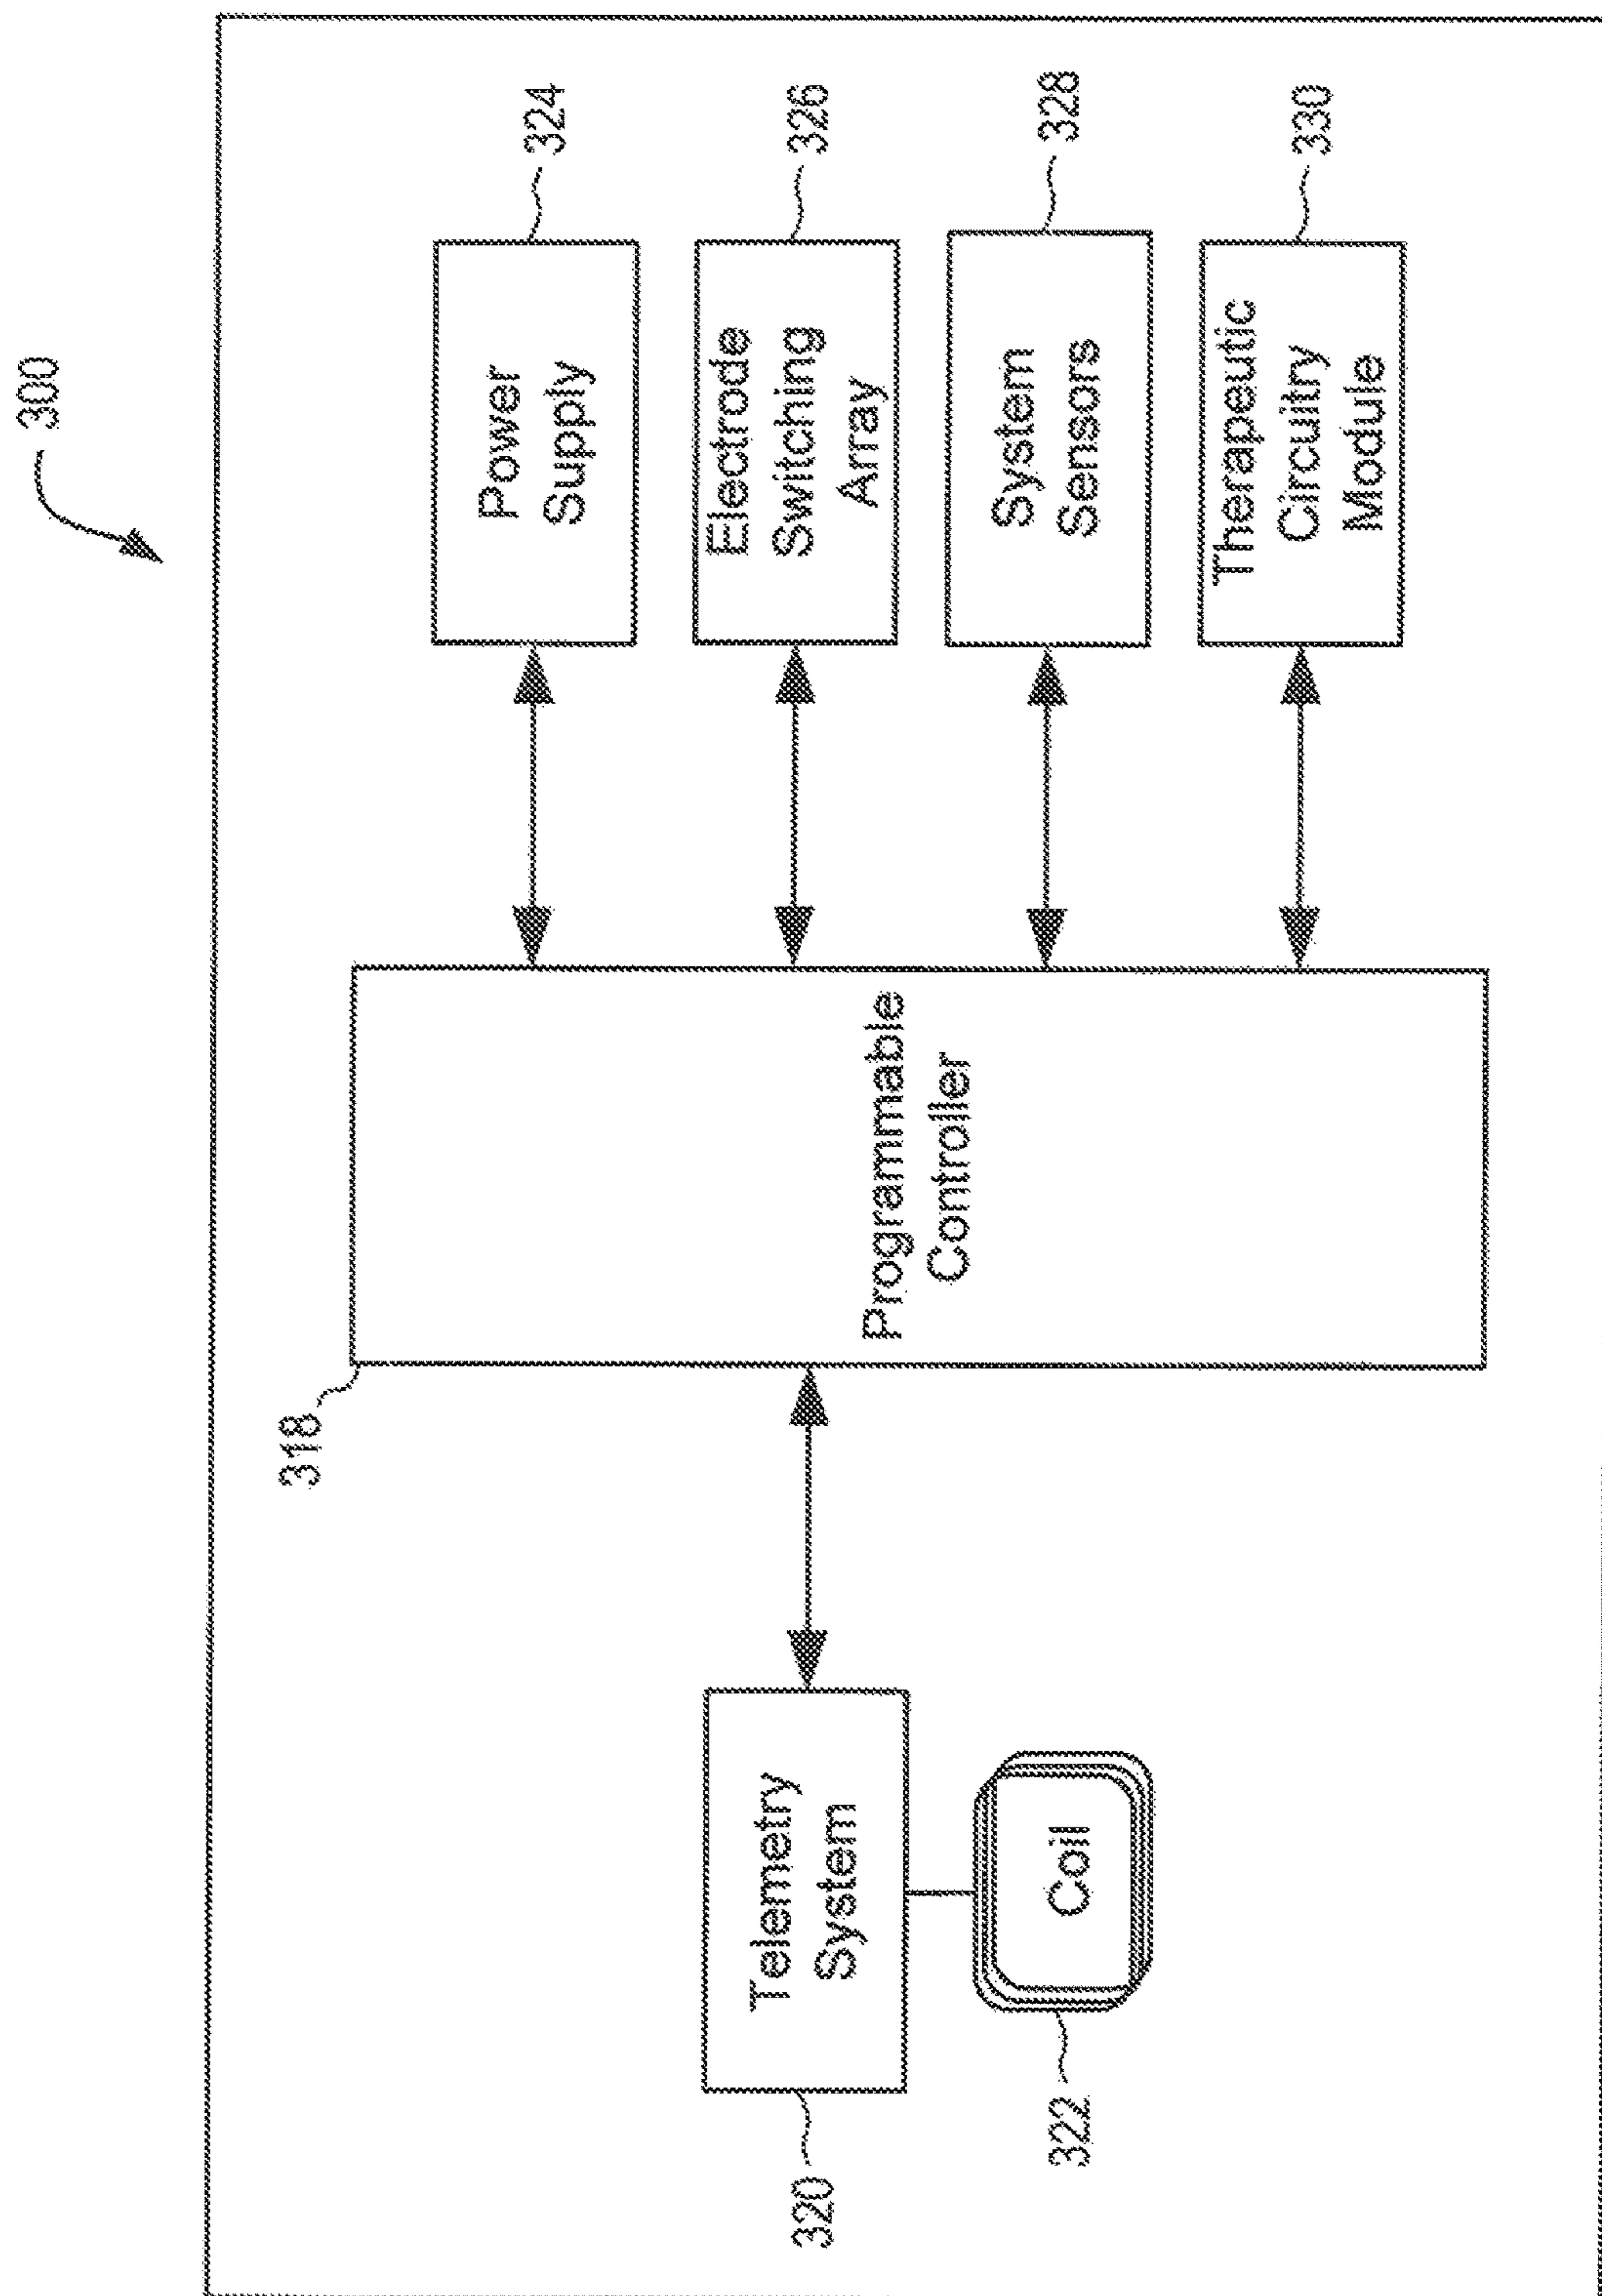 300
318
320
Telemetry
System
322
Coil
Programmable
Controller
Power
Supply
324
Electrode
Switching
Array
326
System
Sensors
328
Therapeutic
Circuitry
Module
330